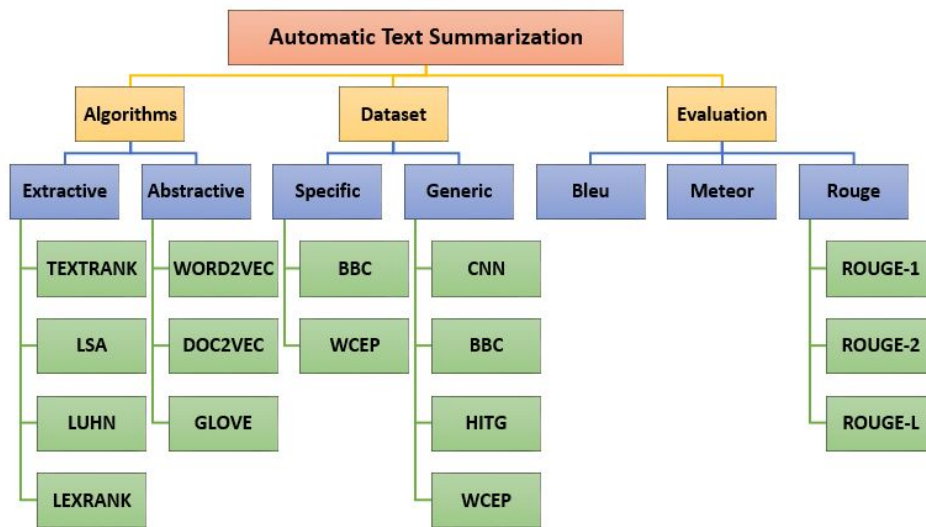 Automatic Text Summarization
Algorithms
Dataset
Evaluation
Extractive
Abstractive
Specific
Generic
Bleu
Meteor
Rouge
TEXTRANK
WORD2VEC
BBC
CNN
ROUGE-1
LSA
DOC2VEC
WCEP
BBC
ROUGE-2
LUHN
GLOVE
HITG
ROUGE-L
LEXRANK
WCEP